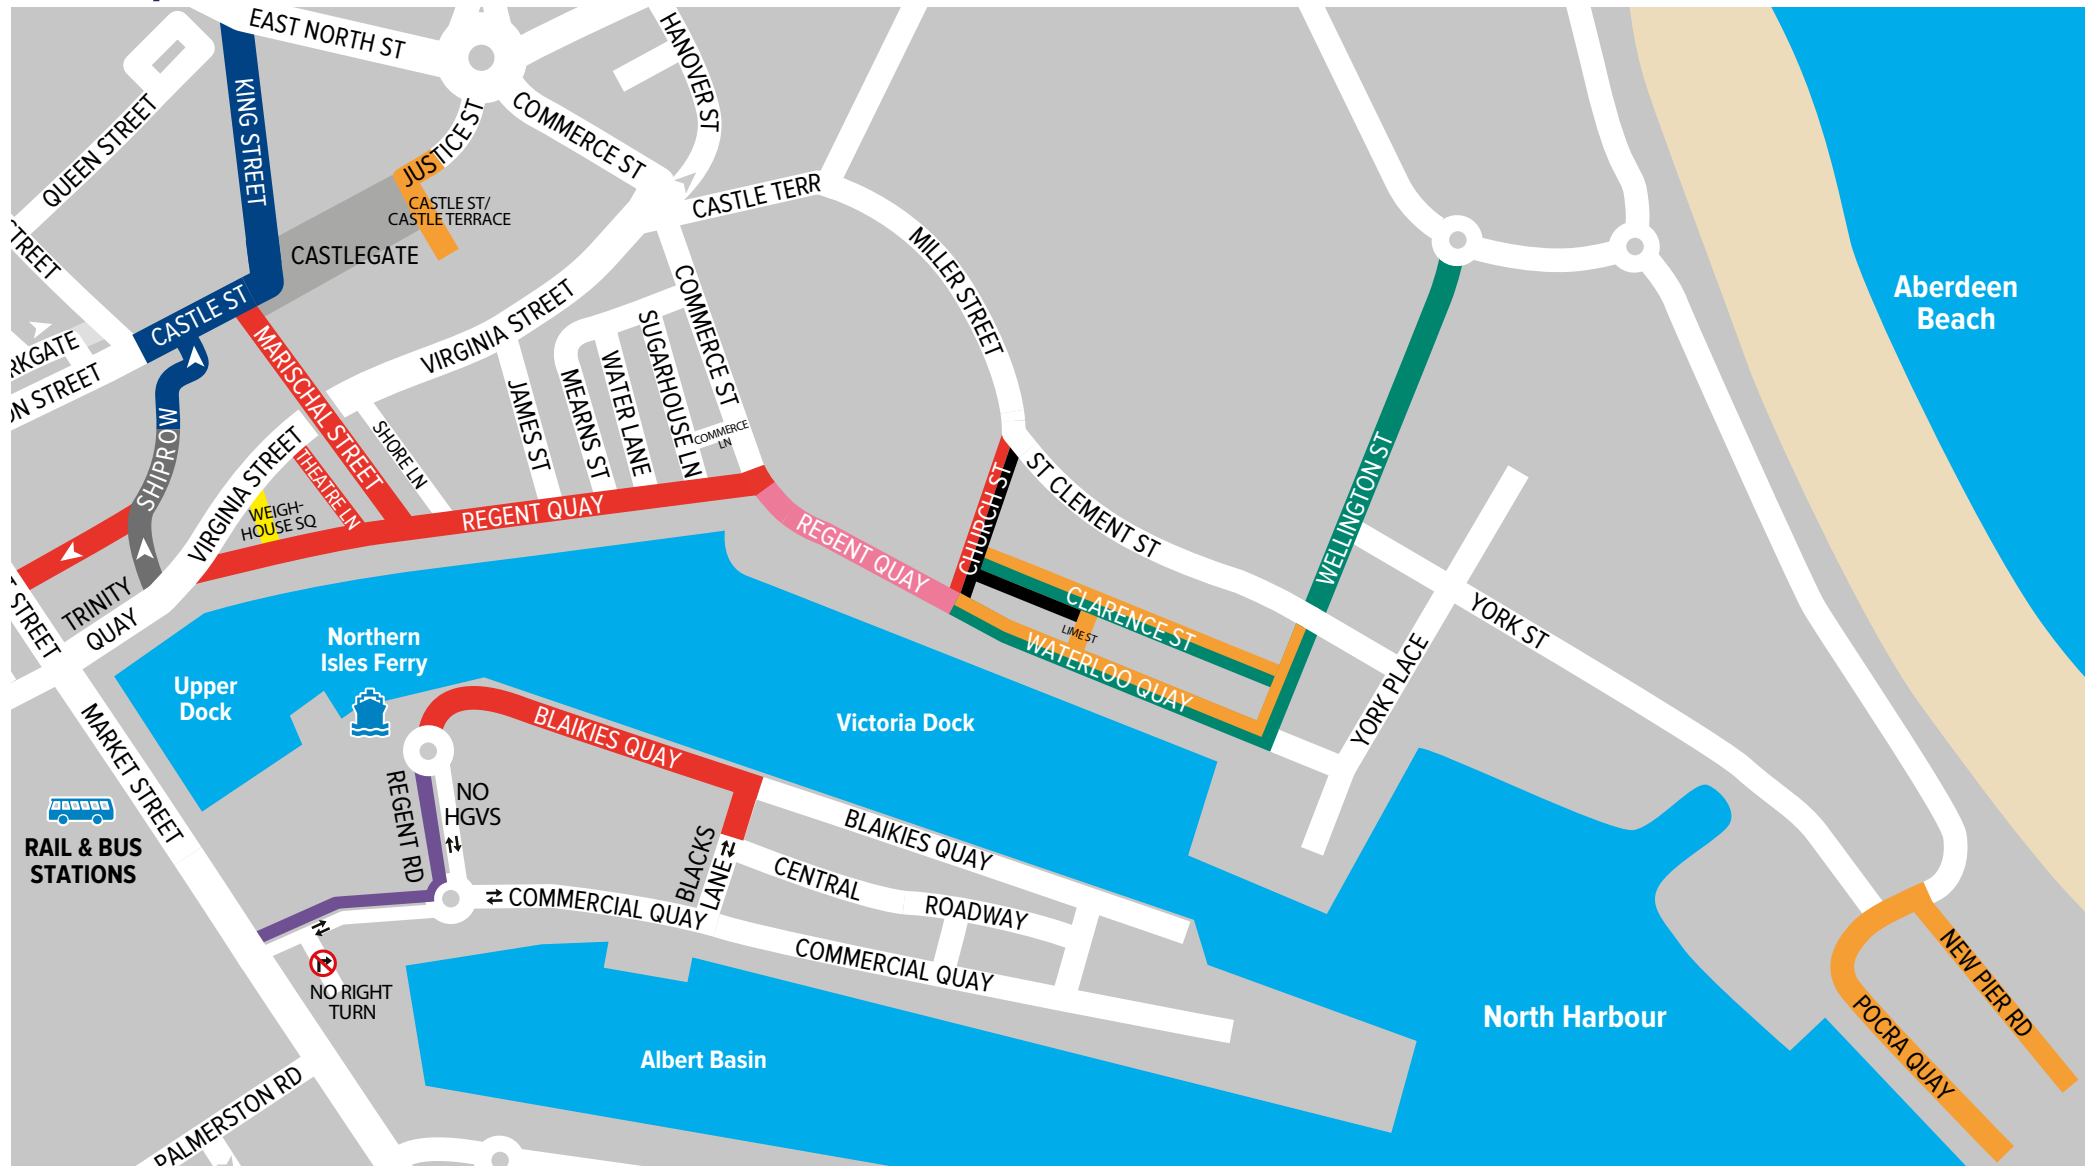 EAST NORTH ST
HANOVER ST
KING STREET
QUEEN STREET
COMMERCE ST
JUSTICE ST
CASTLE ST/
CASTLE TERRACE
CASTLE TERR
CASTLEGATE
TREET
MILLER STREET
CASTLE ST
RKGATE
ON STREET
MARISCHAL STREET
VIRGINIA STREET
COMMERCE ST
SUGARHOUSE LN
WATER LANE
MEARNS ST
JAMES ST
COMMERCE
LN
SHORE LN
SHIPROW
VIRGINIA STREET
THEATRE LN
WEIGH-
HOUSE SQ
REGENT QUAY
REGENT QUAY
CHURCH ST
ST CLEMENT ST
WELLINGTON ST
CLARENCE ST
LIME ST
WATERLOO QUAY
YORK ST
YORK PLACE
TRINITY
QUAY
T STREET
Aberdeen
Beach
Northern
Isles Ferry
Upper
Dock
Victoria Dock
MARKET STREET
BLAIKIES QUAY
REGENT RD
NO
HGVS
RAIL & BUS
STATIONS
BLACKS
LANE
BLAIKIES QUAY
CENTRAL
ROADWAY
COMMERCIAL QUAY
COMMERCIAL QUAY
NO RIGHT
TURN
Albert Basin
North Harbour
NEW PIER RD
POCRA QUAY
PALMERSTON RD